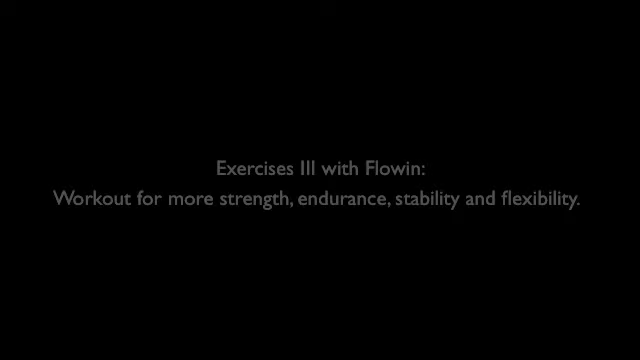 Exercises III with Flowin:
Workout for more strength, endurance, stability and flexibility.